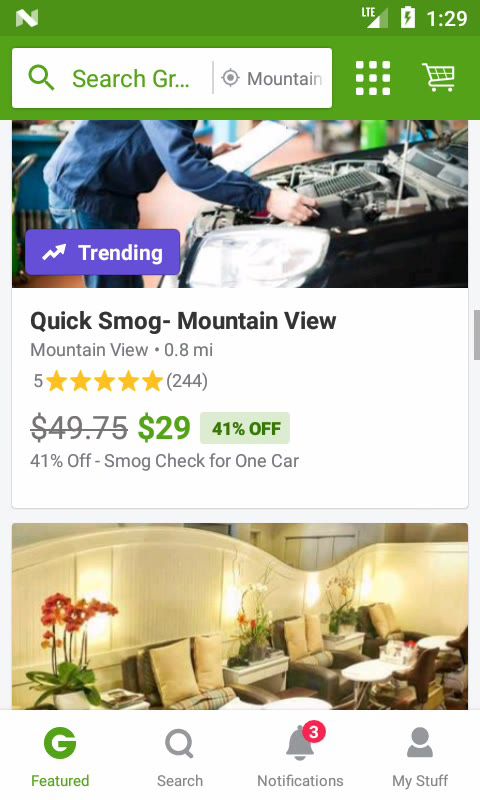 LTE 1:29
Search Gr... Mountain
Trending
Quick Smog- Mountain View
Mountain View • 0.8 mi
5 (244)
$49.75 $29 41% OFF
41% Off - Smog Check for One Car
G 3
Featured Search Notifications My Stuff